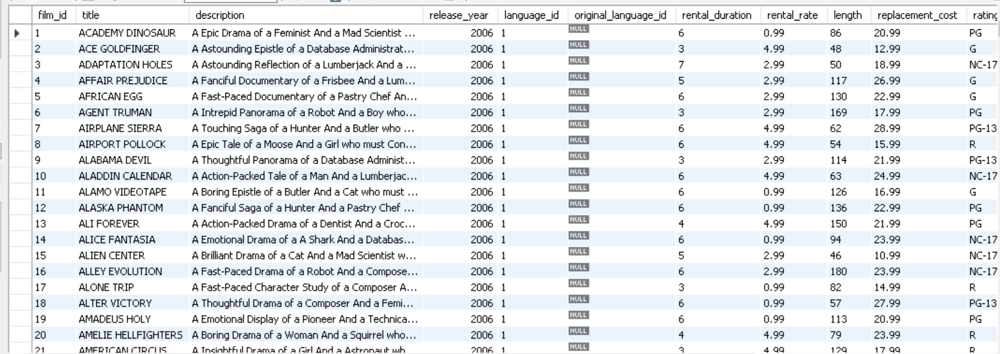 film_id title description release_year language_id original_language_id rental_duration rental_rate length replacement_cost rating
1 ACADEMY DINOSAUR A Epic Drama of a Feminist And a Mad Scientist ... 2006 1 NULL 6 0.99 86 20.99 PG
2 ACE GOLDFINGER A Astounding Epistle of a Database Administrat... 2006 1 NULL 3 4.99 48 12.99 G
3 ADAPTATION HOLES A Astounding Reflection of a Lumberjack And a ... 2006 1 NULL 7 2.99 50 18.99 NC-17
4 AFFAIR PREJUDICE A Fanciful Documentary of a Frisbee And a Lum... 2006 1 NULL 5 2.99 117 26.99 G
5 AFRICAN EGG A Fast-Paced Documentary of a Pastry Chef An... 2006 1 NULL 6 2.99 130 22.99 G
6 AGENT TRUMAN A Intrepid Panorama of a Robot And a Boy who... 2006 1 NULL 3 2.99 169 17.99 PG
7 AIRPLANE SIERRA A Touching Saga of a Hunter And a Butler who ... 2006 1 NULL 6 4.99 62 28.99 PG-13
8 AIRPORT POLLOCK A Epic Tale of a Moose And a Girl who must Con... 2006 1 NULL 6 4.99 54 15.99 R
9 ALABAMA DEVIL A Thoughtful Panorama of a Database Administ... 2006 1 NULL 3 2.99 114 21.99 PG-13
10 ALADDIN CALENDAR A Action-Packed Tale of a Man And a Lumberjac... 2006 1 NULL 6 4.99 63 24.99 NC-17
11 ALAMO VIDEOTAPE A Boring Epistle of a Butler And a Cat who must ... 2006 1 NULL 6 0.99 126 16.99 G
12 ALASKA PHANTOM A Fanciful Saga of a Hunter And a Pastry Chef ... 2006 1 NULL 6 0.99 136 22.99 PG
13 ALI FOREVER A Action-Packed Drama of a Dentist And a Croc... 2006 1 NULL 4 4.99 150 21.99 PG
14 ALICE FANTASIA A Emotional Drama of a A Shark And a Databas... 2006 1 NULL 6 0.99 94 23.99 NC-17
15 ALIEN CENTER A Brilliant Drama of a Cat And a Mad Scientist w... 2006 1 NULL 5 2.99 46 10.99 NC-17
16 ALLEY EVOLUTION A Fast-Paced Drama of a Robot And a Compose... 2006 1 NULL 6 2.99 180 23.99 NC-17
17 ALONE TRIP A Fast-Paced Character Study of a Composer A... 2006 1 NULL 3 0.99 82 14.99 R
18 ALTER VICTORY A Thoughtful Drama of a Composer And a Femi... 2006 1 NULL 6 0.99 57 27.99 PG-13
19 AMADEUS HOLY A Emotional Display of a Pioneer And a Technica... 2006 1 NULL 6 0.99 113 20.99 PG
20 AMELIE HELLFIGHTERS A Boring Drama of a Woman And a Squirrel who... 2006 1 NULL 4 4.99 79 23.99 R
21 AMERICAN CIRCUS A Insightful Drama of a Girl And a Astronaut wh... 2006 1 NULL 3 4.99 129 17.99 R